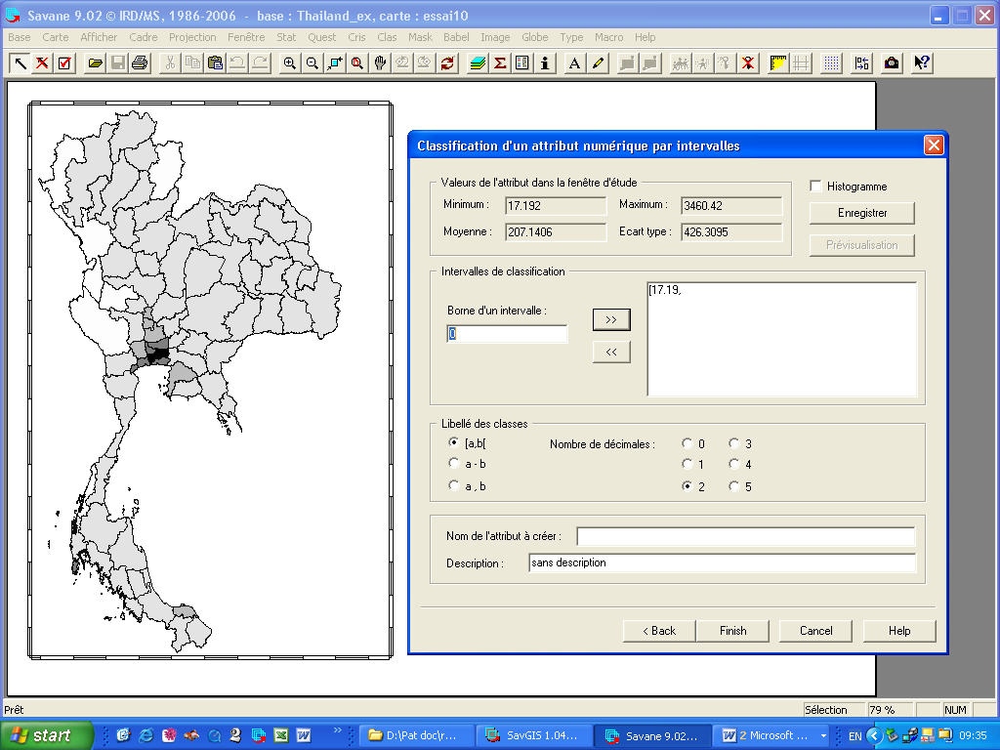 Savane 9.02 © IRD/MS, 1986-2006 - base : Thailand_ex, carte : essai10
Base Carte Afficher Cadre Projection Fenêtre Stat Quest Cris Clas Mask Babel Image Globe Type Macro Help
Classification d'un attribut numérique par intervalles
Valeurs de l'attribut dans la fenêtre d'étude
Minimum : 17.192 Maximum : 3460.42
Moyenne : 207.1406 Ecart type : 426.3095
Histogramme
Enregistrer
Prévisualisation
Intervalles de classification
Borne d'un intervalle :
0
>>
<<
[17.19,
Libellé des classes
[a,b[
a - b
a , b
Nombre de décimales :
0 3
1 4
2 5
Nom de l'attribut à créer :
Description : sans description
< Back Finish Cancel Help
Prêt Sélection 79 % NUM
start D:\Pat doc\r... SavGIS 1.04... Savane 9.02... 2 Microsoft ... EN 09:35